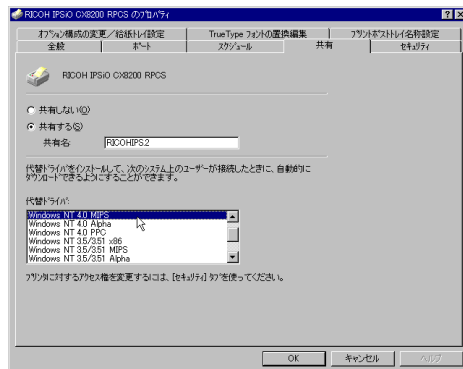 RICOH IPSiO CX8200 RPCS のプロパティ
オプション構成の変更/給紙トレイ設定
TrueType フォントの置換編集
プリントポストトレイ名称設定
全般
ポート
スケジュール
共有
セキュリティ
RICOH IPSiO CX8200 RPCS
共有しない(O)
共有する(S)
共有名:
RICOHIPS.2
代替ドライバをインストールして、次のシステム上のユーザーが接続したときに、自動的に
ダウンロードできるようにすることができます。
代替ドライバ:
Windows NT 4.0 MIPS
Windows NT 4.0 Alpha
Windows NT 4.0 PPC
Windows NT 3.5/3.51 x86
Windows NT 3.5/3.51 MIPS
Windows NT 3.5/3.51 Alpha
プリンタに対するアクセス権を変更するには、[セキュリティ] タブを使ってください。
OK
キャンセル
ヘルプ